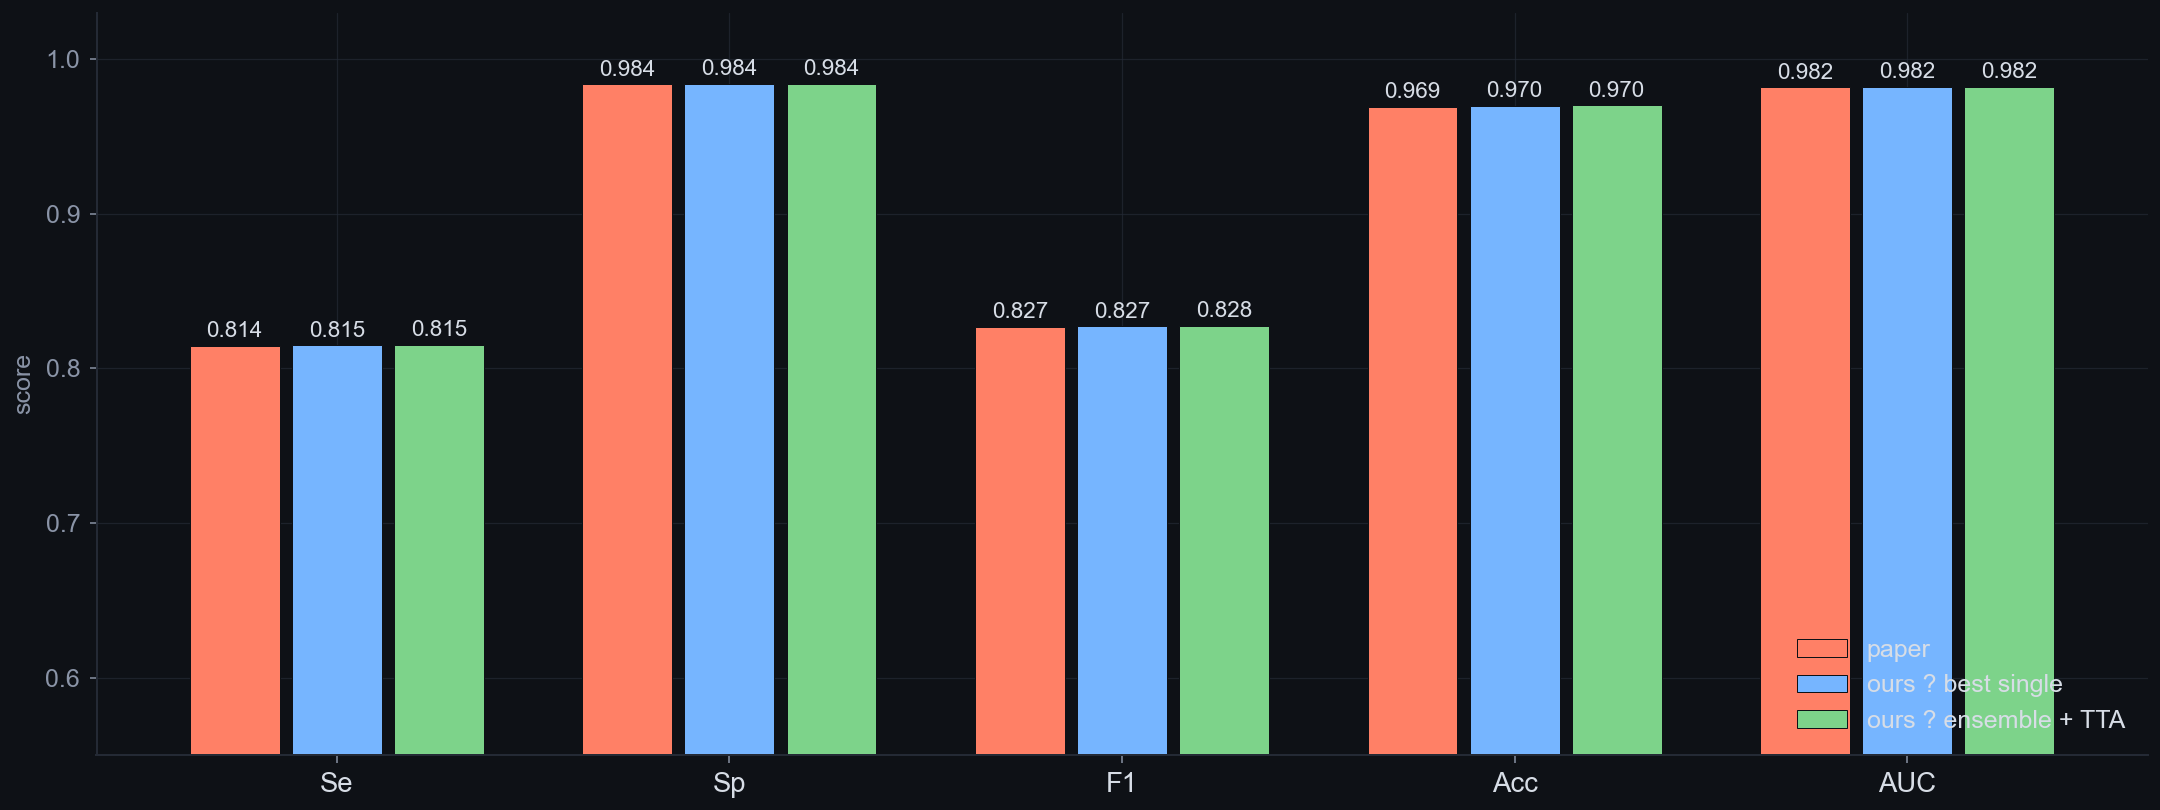 1.0
0.9
0.8
0.7
0.6
score
0.814
0.815
0.815
0.984
0.984
0.984
0.827
0.827
0.828
0.969
0.970
0.970
0.982
0.982
0.982
paper
ours ? best single
ours ? ensemble + TTA
Se
Sp
F1
Acc
AUC